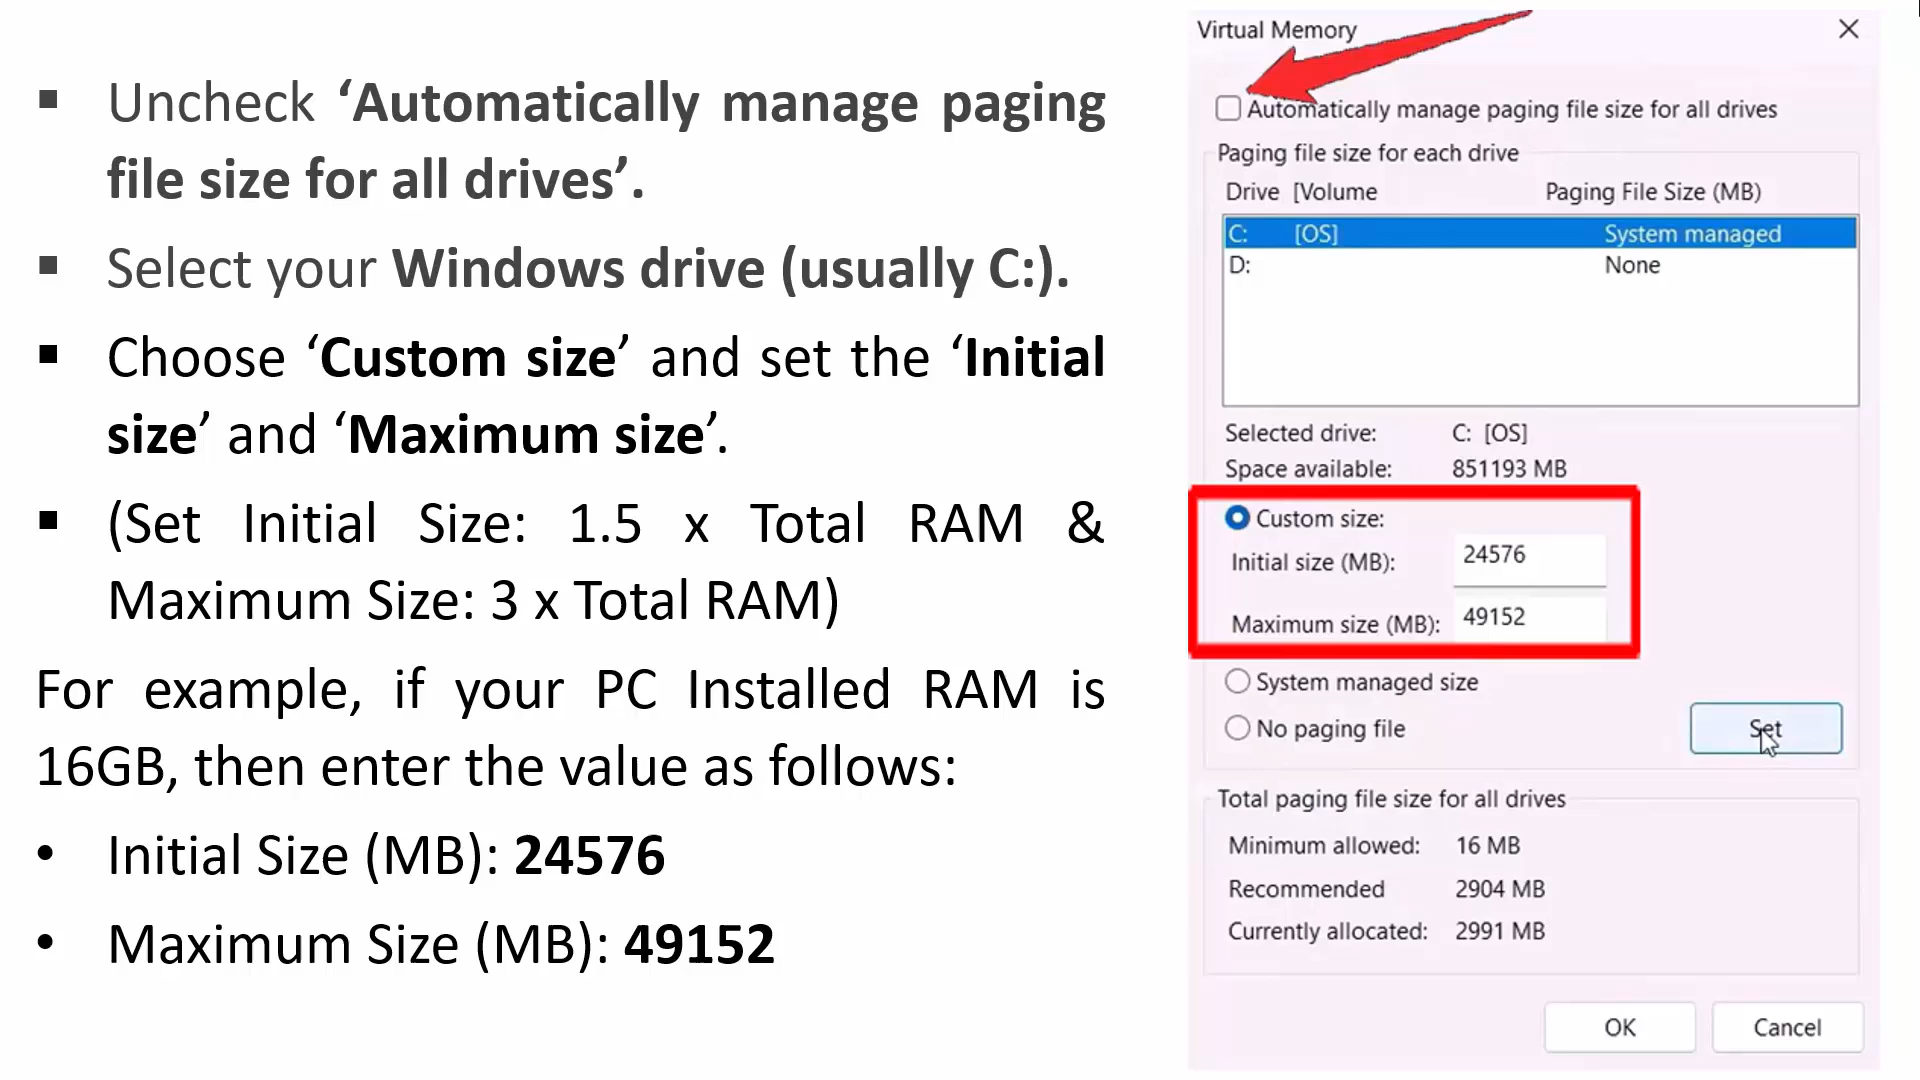 ▪ Uncheck ‘Automatically manage paging
file size for all drives’.
▪ Select your Windows drive (usually C:).
▪ Choose ‘Custom size’ and set the ‘Initial
size’ and ‘Maximum size’.
▪ (Set Initial Size: 1.5 x Total RAM &
Maximum Size: 3 x Total RAM)
For example, if your PC Installed RAM is
16GB, then enter the value as follows:
• Initial Size (MB): 24576
• Maximum Size (MB): 49152
Virtual Memory
Automatically manage paging file size for all drives
Paging file size for each drive
Drive [Volume Paging File Size (MB)
C: [OS] System managed
D: None
Selected drive: C: [OS]
Space available: 851193 MB
Custom size:
Initial size (MB): 24576
Maximum size (MB): 49152
System managed size
No paging file
Set
Total paging file size for all drives
Minimum allowed: 16 MB
Recommended 2904 MB
Currently allocated: 2991 MB
OK Cancel